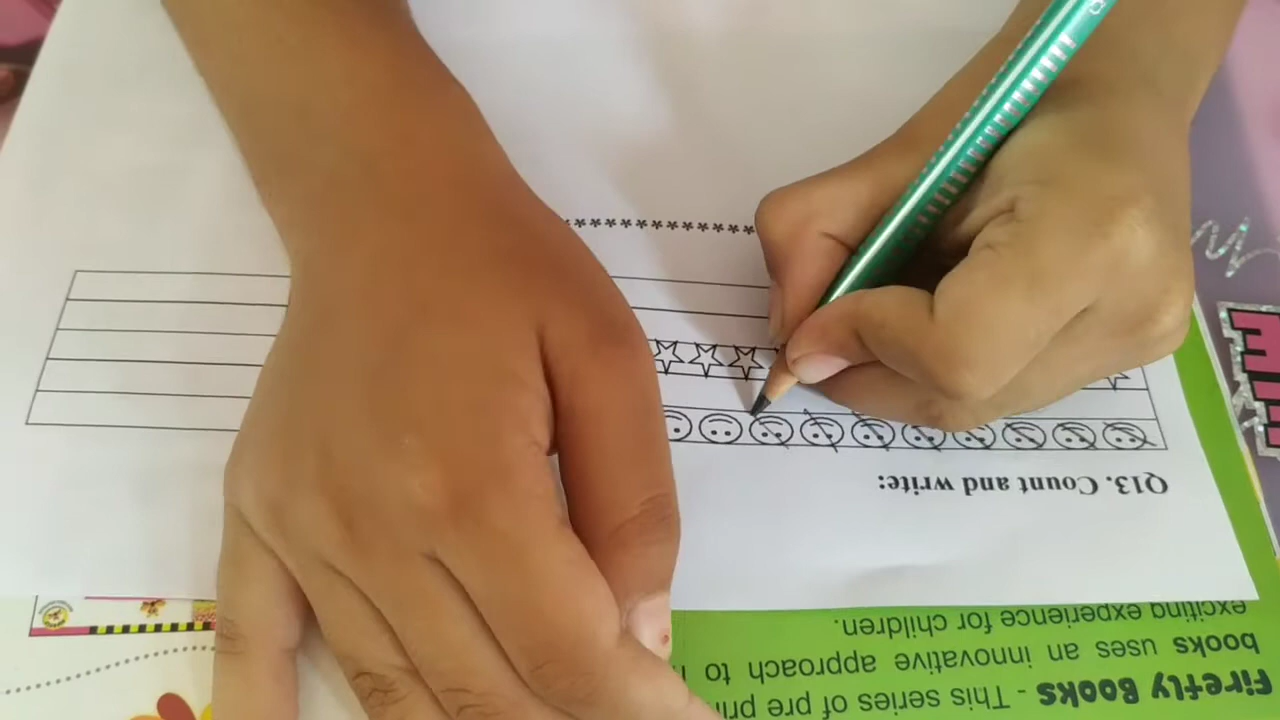 Q13. Count and write:
Firefly Books - This series of pre
books uses an innovative approach to
exciting experience for children.